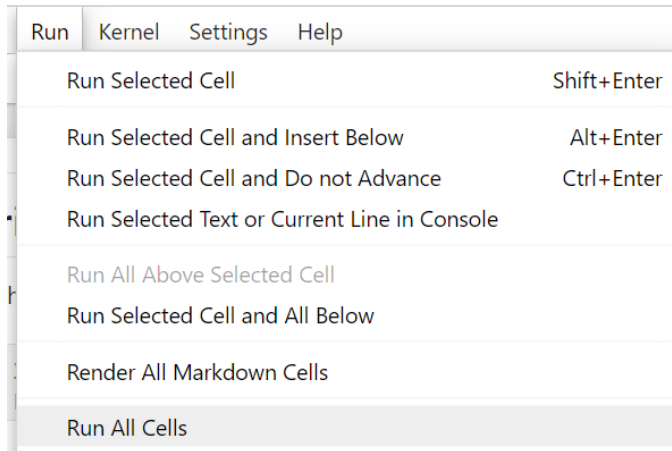 Run Kernel Settings Help
Run Selected Cell Shift+Enter
Run Selected Cell and Insert Below Alt+Enter
Run Selected Cell and Do not Advance Ctrl+Enter
Run Selected Text or Current Line in Console
Run All Above Selected Cell
Run Selected Cell and All Below
Render All Markdown Cells
Run All Cells